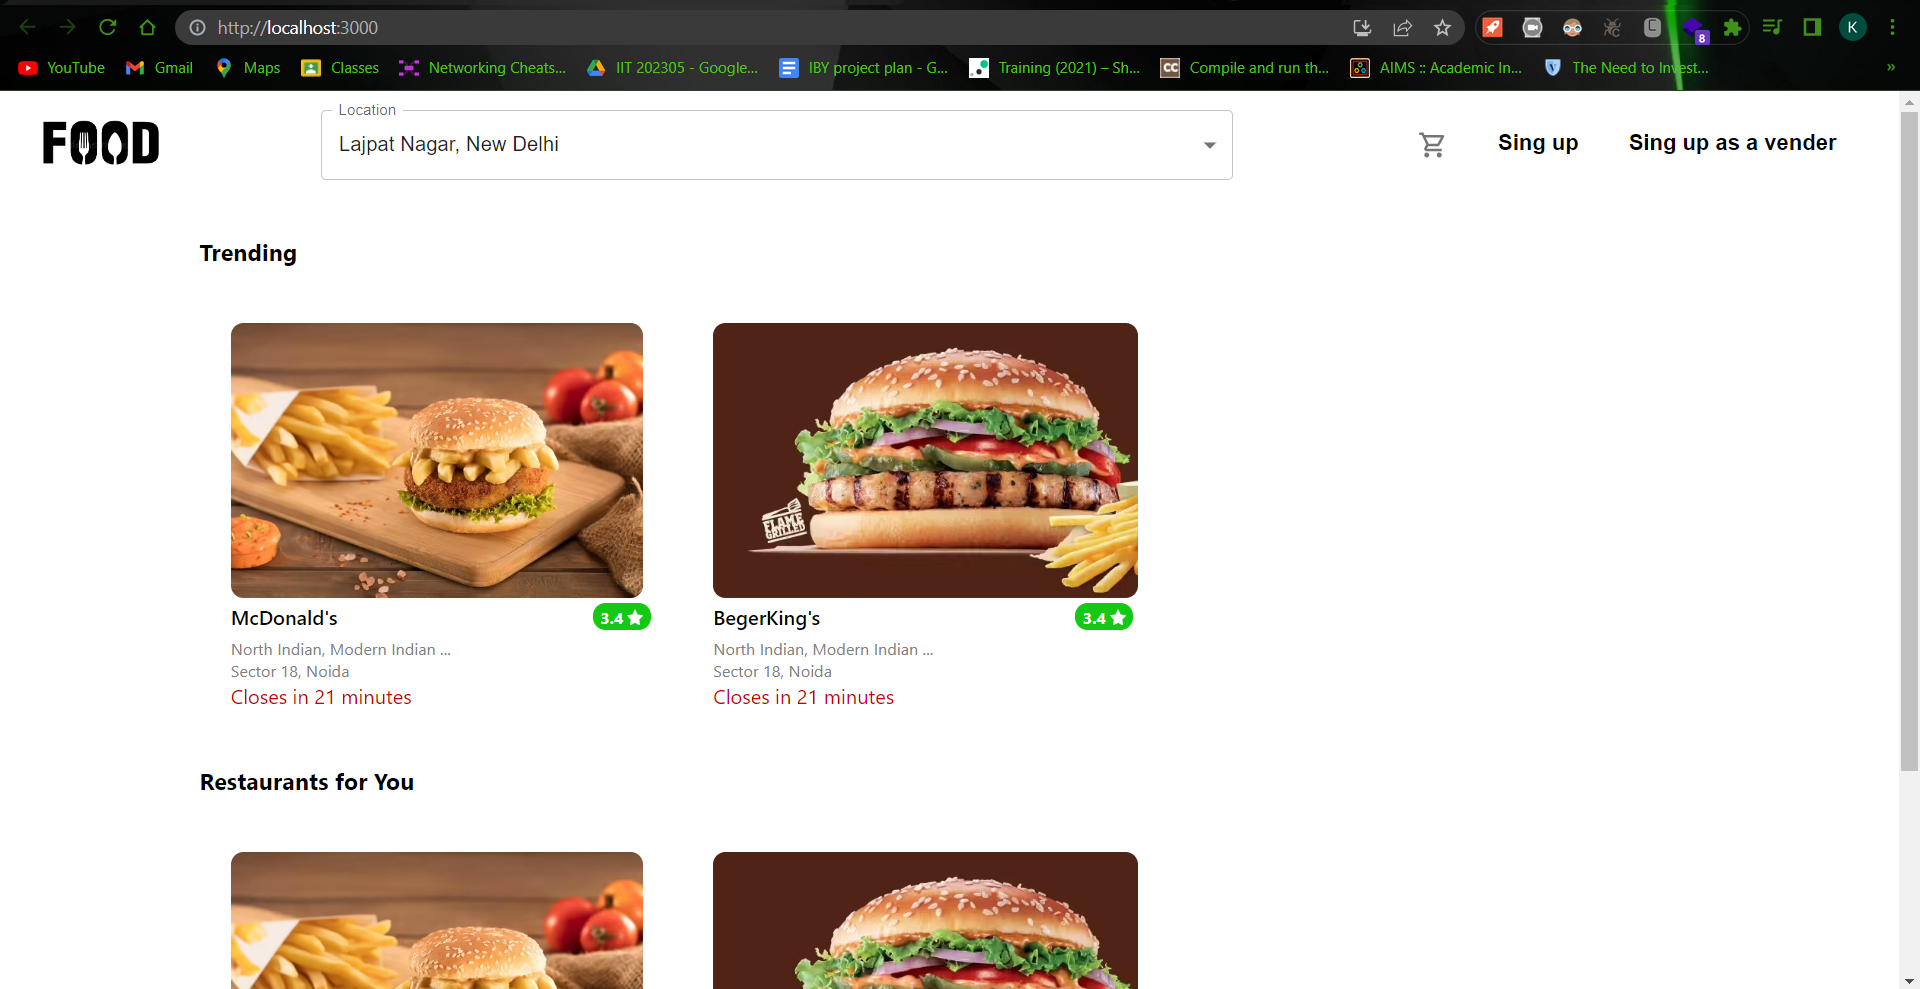 http://localhost:3000
K
8
YouTube
Gmail
Maps
Classes
Networking Cheats...
IIT 202305 - Google...
IBY project plan - G...
Training (2021) – Sh...
CC
Compile and run th...
AIMS :: Academic In...
V
The Need to Invest...
»
FOOD
Location
Lajpat Nagar, New Delhi
Sing up
Sing up as a vender
Trending
FLAME
GRILLED
McDonald's
3.4
North Indian, Modern Indian ...
Sector 18, Noida
Closes in 21 minutes
BegerKing's
3.4
North Indian, Modern Indian ...
Sector 18, Noida
Closes in 21 minutes
Restaurants for You